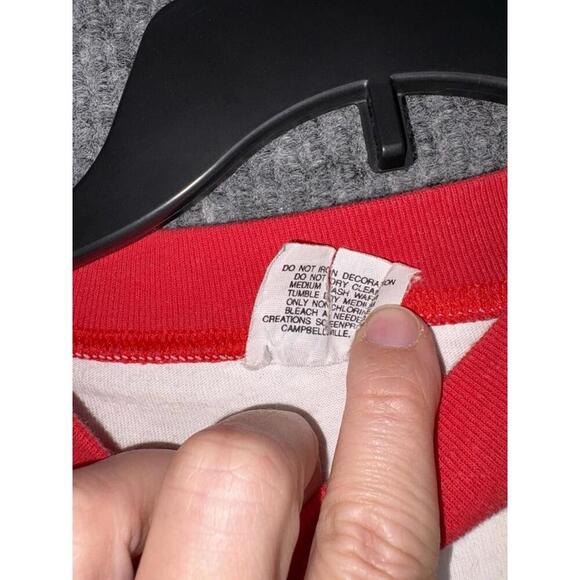 DO NOT IRON DECORATION
DO NOT DRY CLEAN
MEDIUM WASH WARM
TUMBLE DRY MEDIUM
ONLY NON CHLORINE
BLEACH AS NEEDED
CREATIONS
CAMPBELLSVILLE,